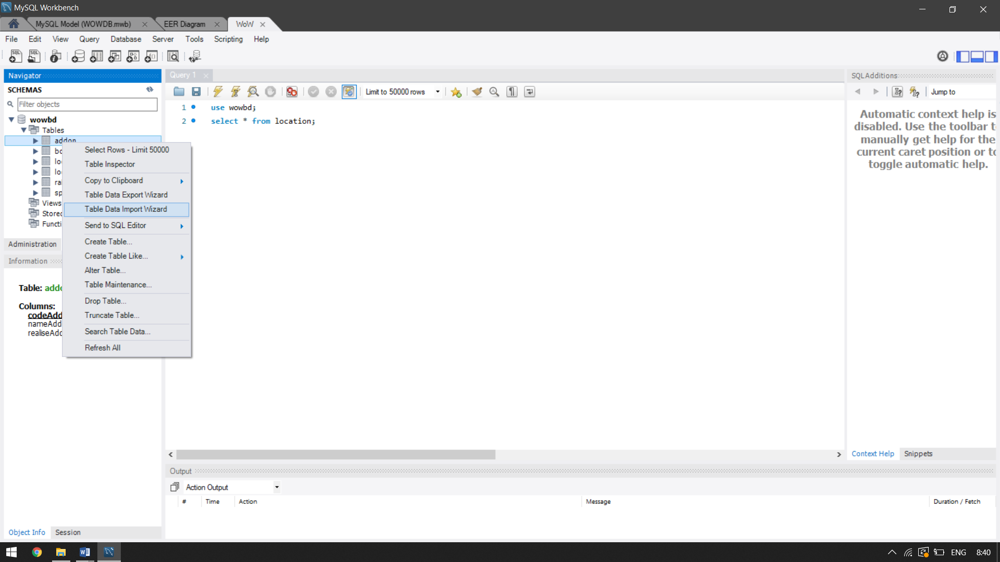 MySQL Workbench
MySQL Model (WOWDB.mwb)
EER Diagram
WoW
File Edit View Query Database Server Tools Scripting Help
Navigator
SCHEMAS
Filter objects
wowbd
Tables
addon
bo
lo
lo
rai
sp
Views
Stored
Functi
Administration
Information
Table: addo
Columns:
codeAdd
nameAdd
realiseAdd
Object Info Session
Select Rows - Limit 50000
Table Inspector
Copy to Clipboard
Table Data Export Wizard
Table Data Import Wizard
Send to SQL Editor
Create Table...
Create Table Like...
Alter Table...
Table Maintenance...
Drop Table...
Truncate Table...
Search Table Data...
Refresh All
Query 1
Limit to 50000 rows
1 use wowbd;
2 select * from location;
Output
Action Output
# Time Action Message Duration / Fetch
SQLAdditions
Jump to
Automatic context help is
disabled. Use the toolbar t
manually get help for the
current caret position or to
toggle automatic help.
Context Help Snippets
ENG 8:40